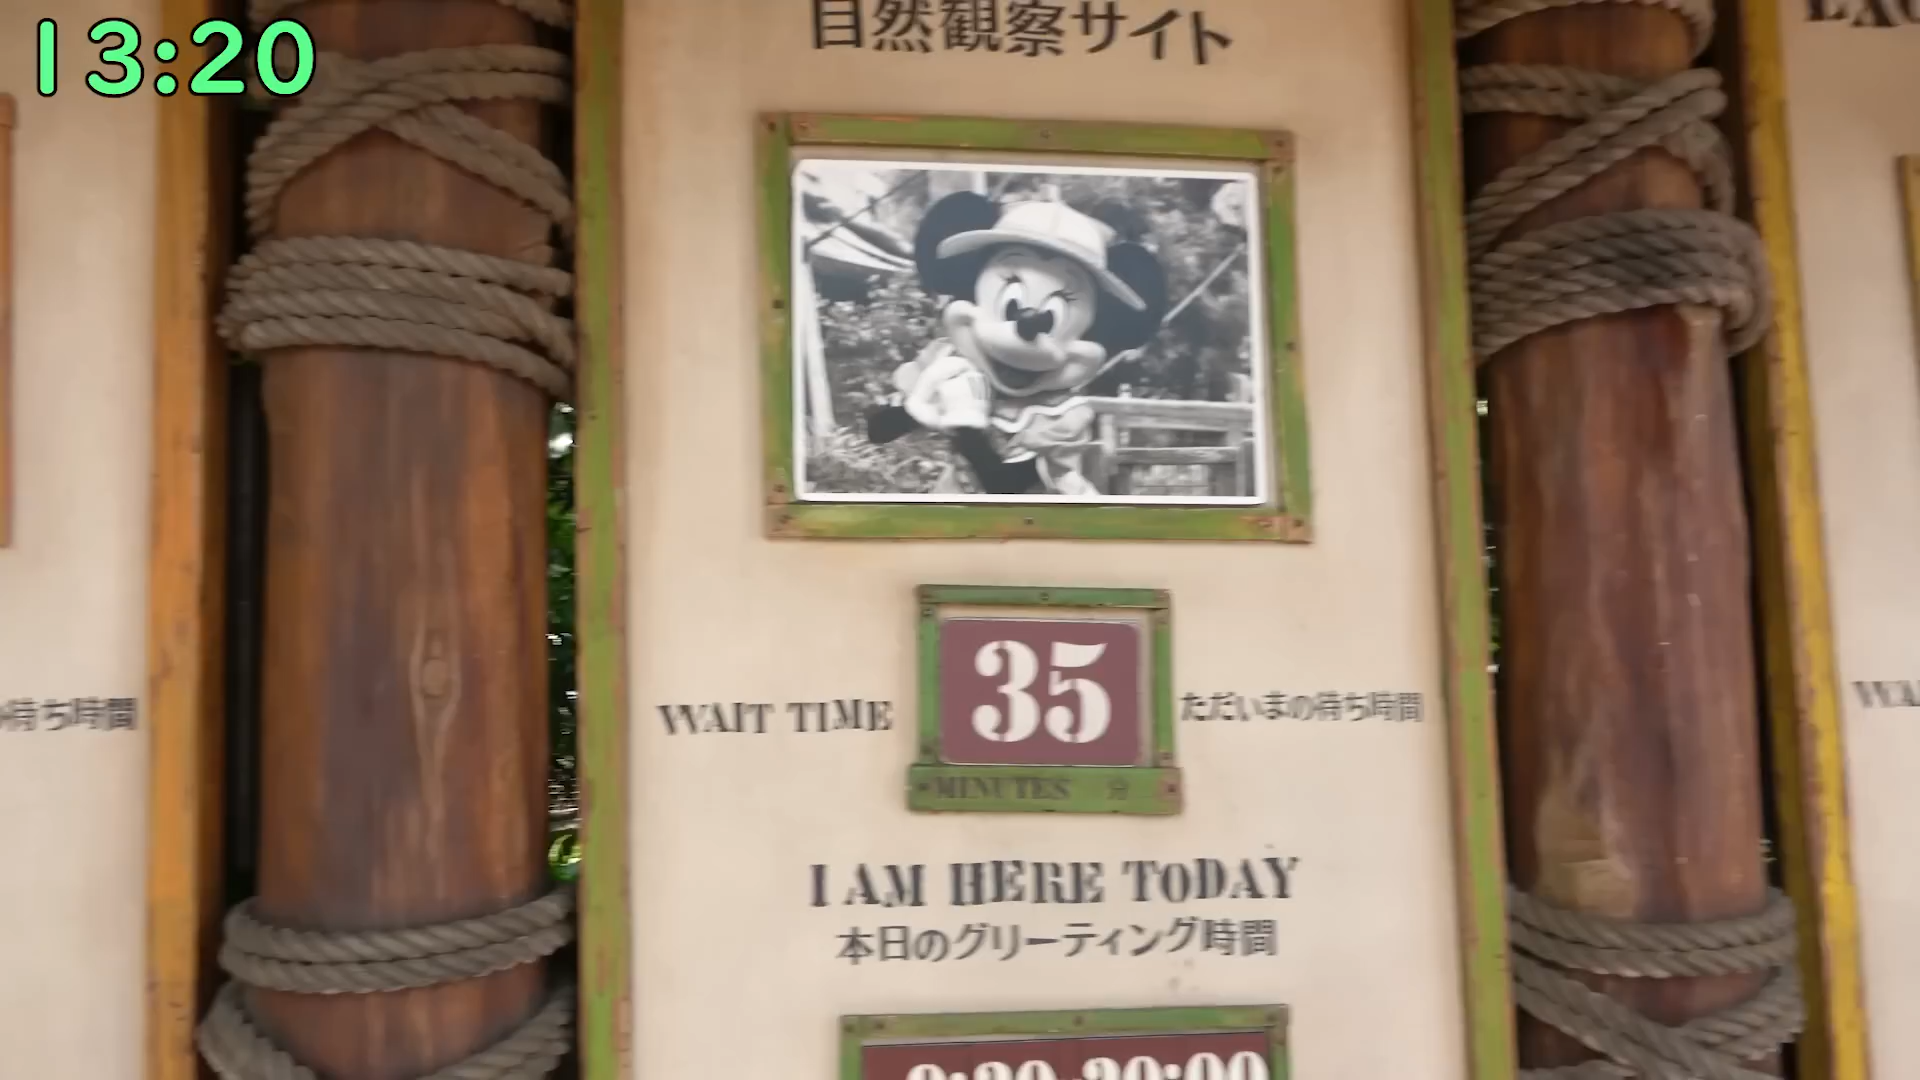 13:20
自然観察サイト
待ち時間
WAIT TIME
35
ただいまの待ち時間
MINUTES 分
I AM HERE TODAY
本日のグリーティング時間